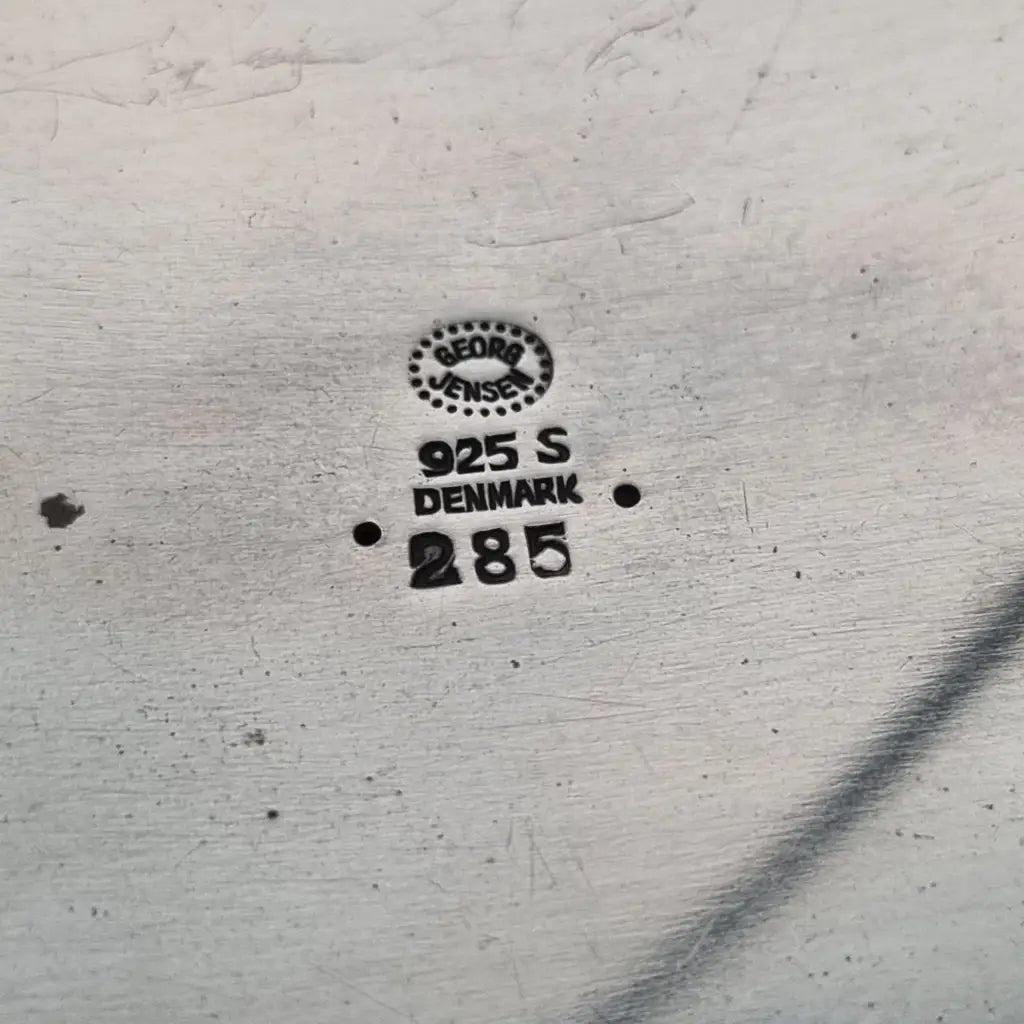 GEORG
JENSEN
925 S
DENMARK
285